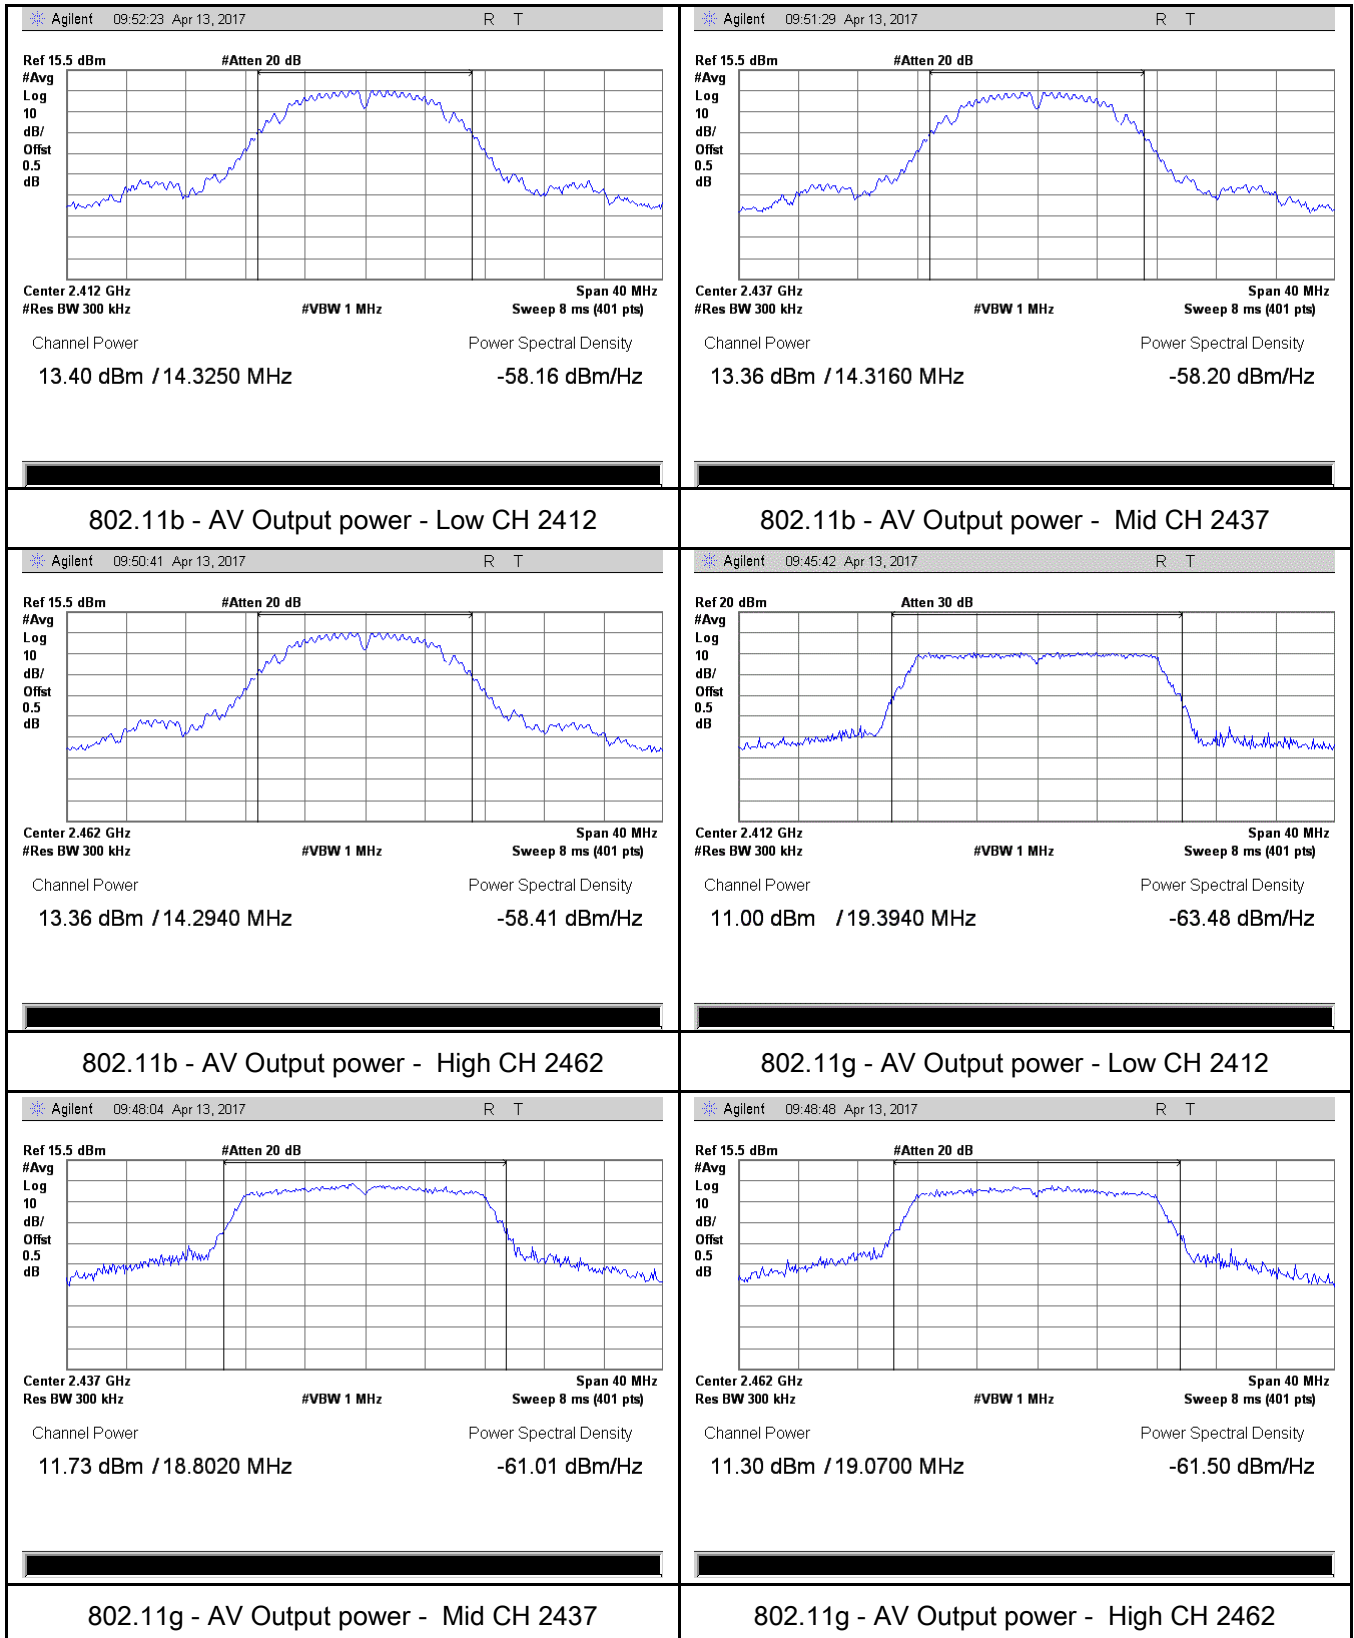 Agilent 09:52:23 Apr 13, 2017 R T
Ref 15.5 dBm #Atten 20 dB
#Avg
Log
10
dB/
Offst
0.5
dB
Center 2.412 GHz Span 40 MHz
#Res BW 300 kHz #VBW 1 MHz Sweep 8 ms (401 pts)
Channel Power Power Spectral Density
13.40 dBm / 14.3250 MHz -58.16 dBm/Hz
802.11b - AV Output power - Low CH 2412
Agilent 09:51:29 Apr 13, 2017 R T
Ref 15.5 dBm #Atten 20 dB
#Avg
Log
10
dB/
Offst
0.5
dB
Center 2.437 GHz Span 40 MHz
#Res BW 300 kHz #VBW 1 MHz Sweep 8 ms (401 pts)
Channel Power Power Spectral Density
13.36 dBm / 14.3160 MHz -58.20 dBm/Hz
802.11b - AV Output power - Mid CH 2437
Agilent 09:50:41 Apr 13, 2017 R T
Ref 15.5 dBm #Atten 20 dB
#Avg
Log
10
dB/
Offst
0.5
dB
Center 2.462 GHz Span 40 MHz
#Res BW 300 kHz #VBW 1 MHz Sweep 8 ms (401 pts)
Channel Power Power Spectral Density
13.36 dBm / 14.2940 MHz -58.41 dBm/Hz
802.11b - AV Output power - High CH 2462
Agilent 09:45:42 Apr 13, 2017 R T
Ref 20 dBm Atten 30 dB
#Avg
Log
10
dB/
Offst
0.5
dB
Center 2.412 GHz Span 40 MHz
#Res BW 300 kHz #VBW 1 MHz Sweep 8 ms (401 pts)
Channel Power Power Spectral Density
11.00 dBm / 19.3940 MHz -63.48 dBm/Hz
802.11g - AV Output power - Low CH 2412
Agilent 09:48:04 Apr 13, 2017 R T
Ref 15.5 dBm #Atten 20 dB
#Avg
Log
10
dB/
Offst
0.5
dB
Center 2.437 GHz Span 40 MHz
Res BW 300 kHz #VBW 1 MHz Sweep 8 ms (401 pts)
Channel Power Power Spectral Density
11.73 dBm / 18.8020 MHz -61.01 dBm/Hz
802.11g - AV Output power - Mid CH 2437
Agilent 09:48:48 Apr 13, 2017 R T
Ref 15.5 dBm #Atten 20 dB
#Avg
Log
10
dB/
Offst
0.5
dB
Center 2.462 GHz Span 40 MHz
Res BW 300 kHz #VBW 1 MHz Sweep 8 ms (401 pts)
Channel Power Power Spectral Density
11.30 dBm / 19.0700 MHz -61.50 dBm/Hz
802.11g - AV Output power - High CH 2462